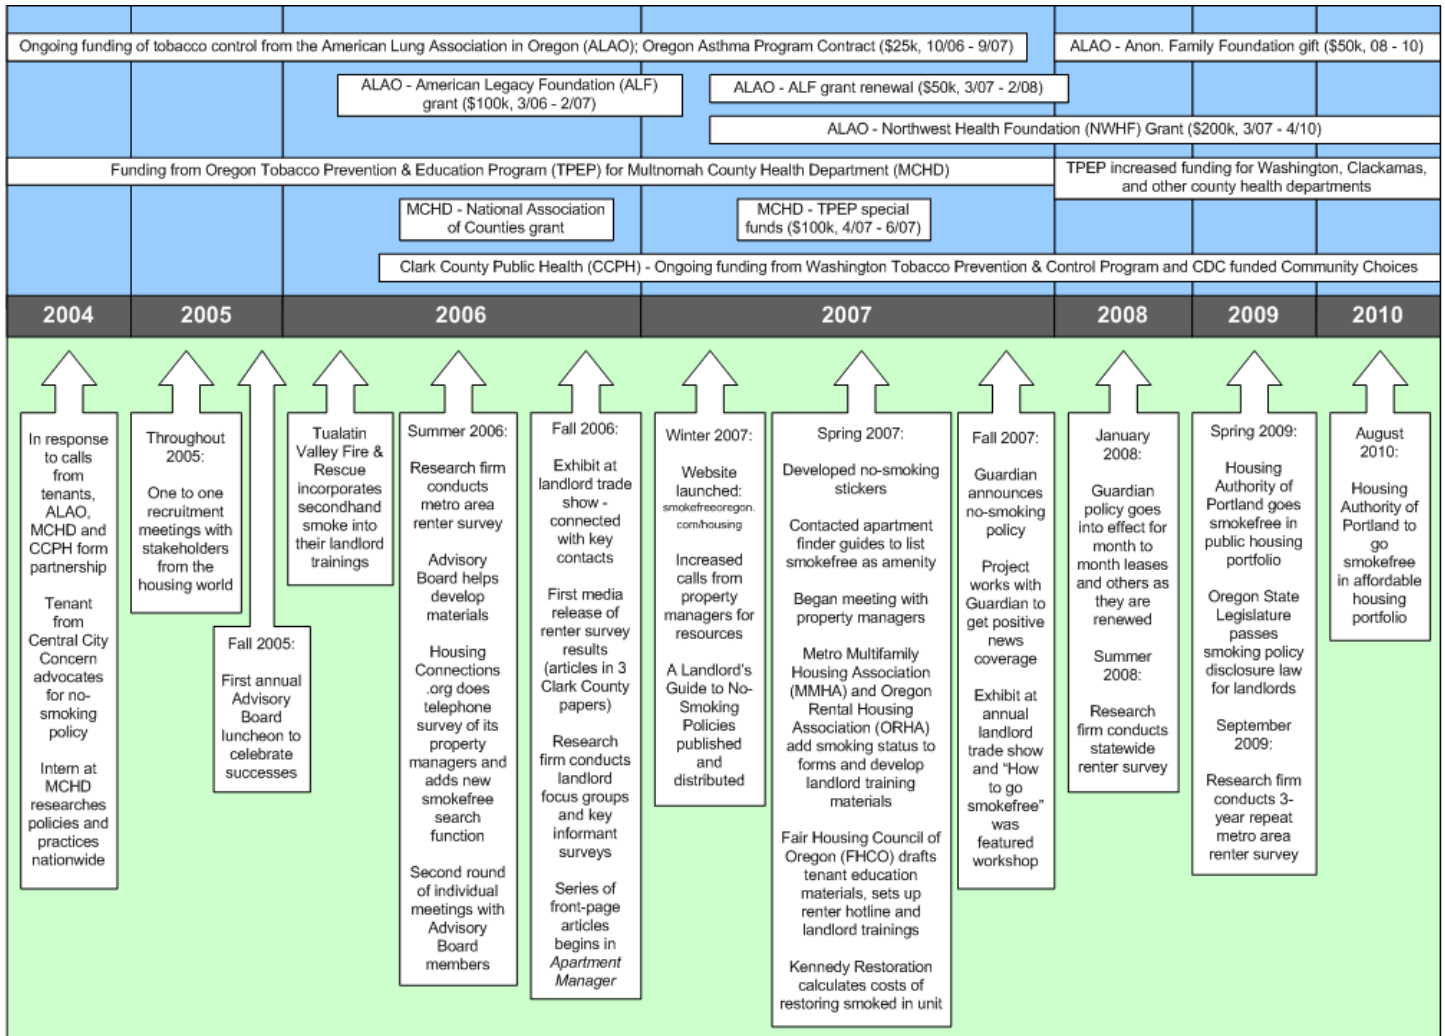 Ongoing funding of tobacco control from the American Lung Association in Oregon (ALAO); Oregon Asthma Program Contract ($25k, 10/06 - 9/07)
ALAO - Anon. Family Foundation gift ($50k, 08 - 10)
ALAO - American Legacy Foundation (ALF)
grant ($100k, 3/06 - 2/07)
ALAO - ALF grant renewal ($50k, 3/07 - 2/08)
ALAO - Northwest Health Foundation (NWHF) Grant ($200k, 3/07 - 4/10)
Funding from Oregon Tobacco Prevention & Education Program (TPEP) for Multnomah County Health Department (MCHD)
TPEP increased funding for Washington, Clackamas,
and other county health departments
MCHD - National Association
of Counties grant
MCHD - TPEP special
funds ($100k, 4/07 - 6/07)
Clark County Public Health (CCPH) - Ongoing funding from Washington Tobacco Prevention & Control Program and CDC funded Community Choices
2004
2005
2006
2007
2008
2009
2010
In response
to calls
from
tenants,
ALAO,
MCHD and
CCPH form
partnership
Tenant
from
Central City
Concern
advocates
for no-
smoking
policy
Intern at
MCHD
researches
policies and
practices
nationwide
Throughout
2005:
One to one
recruitment
meetings with
stakeholders
from the
housing world
Fall 2005:
First annual
Advisory
Board
luncheon to
celebrate
successes
Tualatin
Valley Fire &
Rescue
incorporates
secondhand
smoke into
their landlord
trainings
Summer 2006:
Research firm
conducts
metro area
renter survey
Advisory
Board helps
develop
materials
Housing
Connections
.org does
telephone
survey of its
property
managers and
adds new
smokefree
search
function
Second round
of individual
meetings with
Advisory
Board
members
Fall 2006:
Exhibit at
landlord trade
show -
connected
with key
contacts
First media
release of
renter survey
results
(articles in 3
Clark County
papers)
Research
firm conducts
landlord
focus groups
and key
informant
surveys
Series of
front-page
articles
begins in
Apartment
Manager
Winter 2007:
Website
launched:
smokefreeoregon.
com/housing
Increased
calls from
property
managers for
resources
A Landlord's
Guide to No-
Smoking
Policies
published
and
distributed
Spring 2007:
Developed no-smoking
stickers
Contacted apartment
finder guides to list
smokefree as amenity
Began meeting with
property managers
Metro Multifamily
Housing Association
(MMHA) and Oregon
Rental Housing
Association (ORHA)
add smoking status to
forms and develop
landlord training
materials
Fair Housing Council of
Oregon (FHCO) drafts
tenant education
materials, sets up
renter hotline and
landlord trainings
Kennedy Restoration
calculates costs of
restoring smoked in unit
Fall 2007:
Guardian
announces
no-smoking
policy
Project
works with
Guardian to
get positive
news
coverage
Exhibit at
annual
landlord
trade show
and "How
to go
smokefree"
was
featured
workshop
January
2008:
Guardian
policy goes
into effect for
month to
month leases
and others as
they are
renewed
Summer
2008:
Research
firm conducts
statewide
renter survey
Spring 2009:
Housing
Authority of
Portland goes
smokefree in
public housing
portfolio
Oregon State
Legislature
passes
smoking policy
disclosure law
for landlords
September
2009:
Research firm
conducts 3-
year repeat
metro area
renter survey
August
2010:
Housing
Authority of
Portland to
go
smokefree
in affordable
housing
portfolio